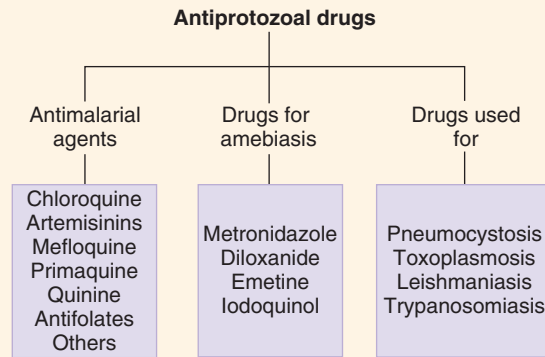 Antiprotozoal drugs
Antimalarial
agents
Drugs for
amebiasis
Drugs used
for
Chloroquine
Artemisinins
Mefloquine
Primaquine
Quinine
Antifolates
Others
Metronidazole
Diloxanide
Emetine
Iodoquinol
Pneumocystosis
Toxoplasmosis
Leishmaniasis
Trypanosomiasis